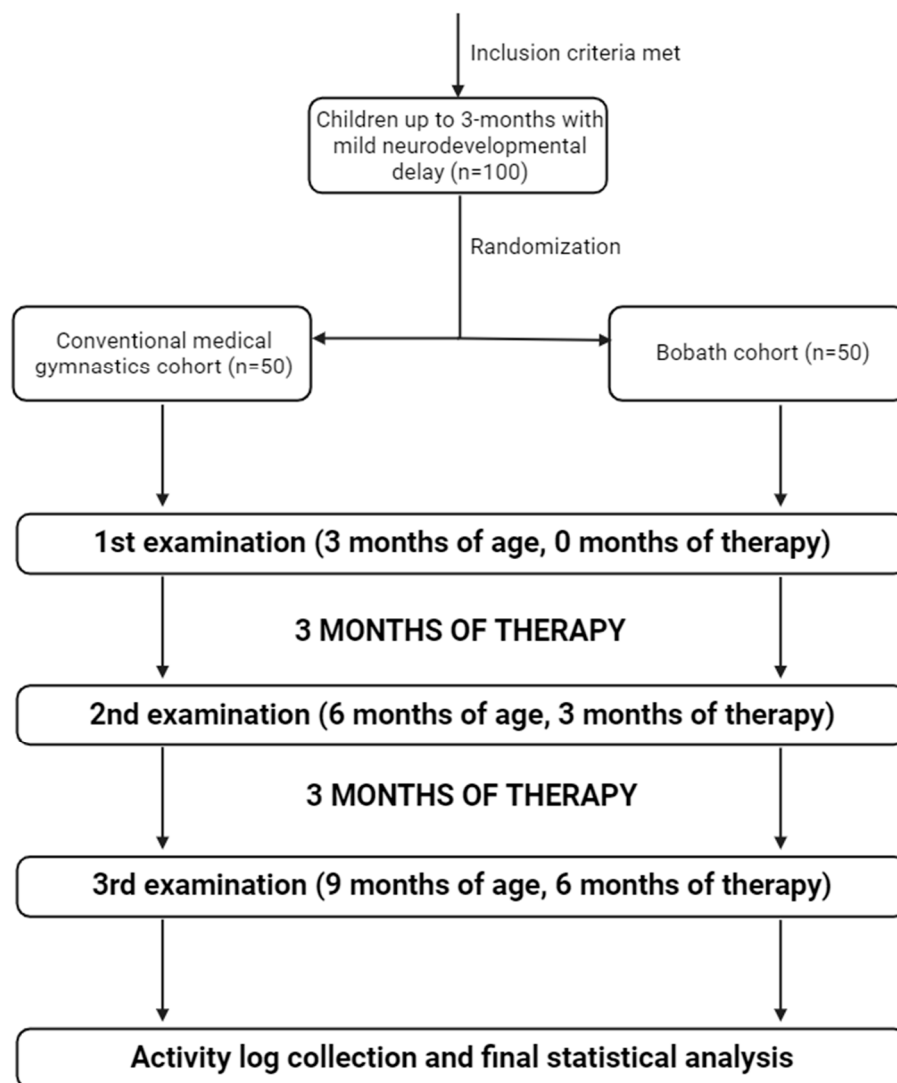 Inclusion criteria met
Children up to 3-months with
mild neurodevelopmental
delay (n=100)
Randomization
Conventional medical
gymnastics cohort (n=50)
Bobath cohort (n=50)
1st examination (3 months of age, 0 months of therapy)
3 MONTHS OF THERAPY
2nd examination (6 months of age, 3 months of therapy)
3 MONTHS OF THERAPY
3rd examination (9 months of age, 6 months of therapy)
Activity log collection and final statistical analysis